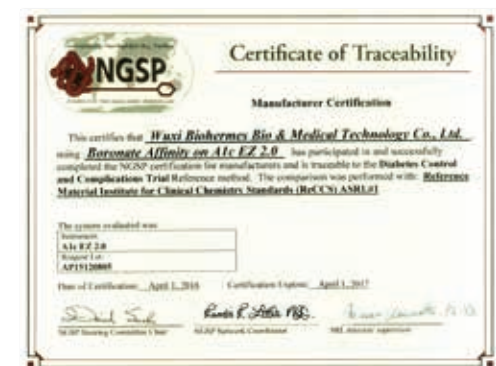 NGSP
Certificate of Traceability
Manufacturer Certification
This certifies that Wuxi Biohermes Bio & Medical Technology Co., Ltd.
using Boronate Affinity on A1c EZ 2.0 has participated in and successfully
completed the NGSP certification for manufacturers and is traceable to the Diabetes Control
and Complications Trial Reference method. The comparison was performed with: Reference
Material Institute for Clinical Chemistry Standards (ReCCS) ASRL#1
The system evaluated was
Instrument:
A1c EZ 2.0
Reagent Lot:
AP15120805
Date of Certification: April 1, 2016 Certification Expires: April 1, 2017
NGSP Steering Committee Chair NGSP Network Coordinator